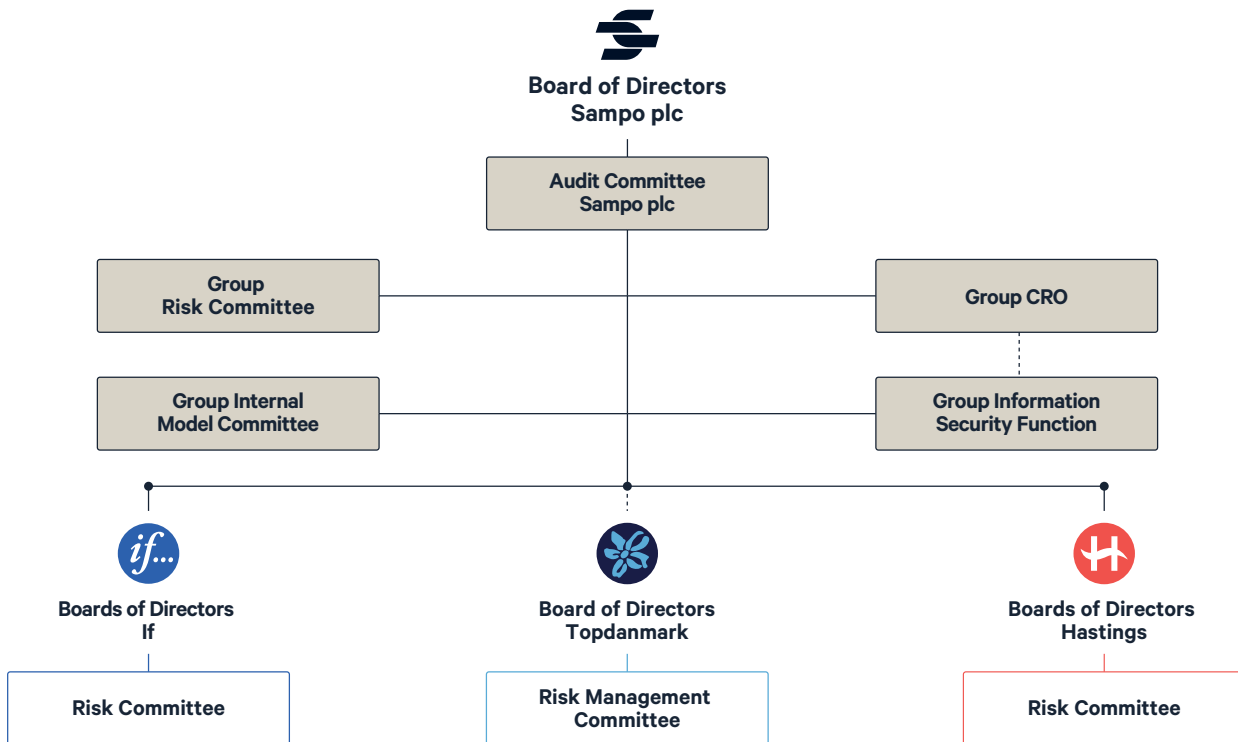 Board of Directors
Sampo plc
Audit Committee
Sampo plc
Group
Risk Committee
Group CRO
Group Internal
Model Committee
Group Information
Security Function
if...
H
Boards of Directors
If
Board of Directors
Topdanmark
Boards of Directors
Hastings
Risk Committee
Risk Management
Committee
Risk Committee